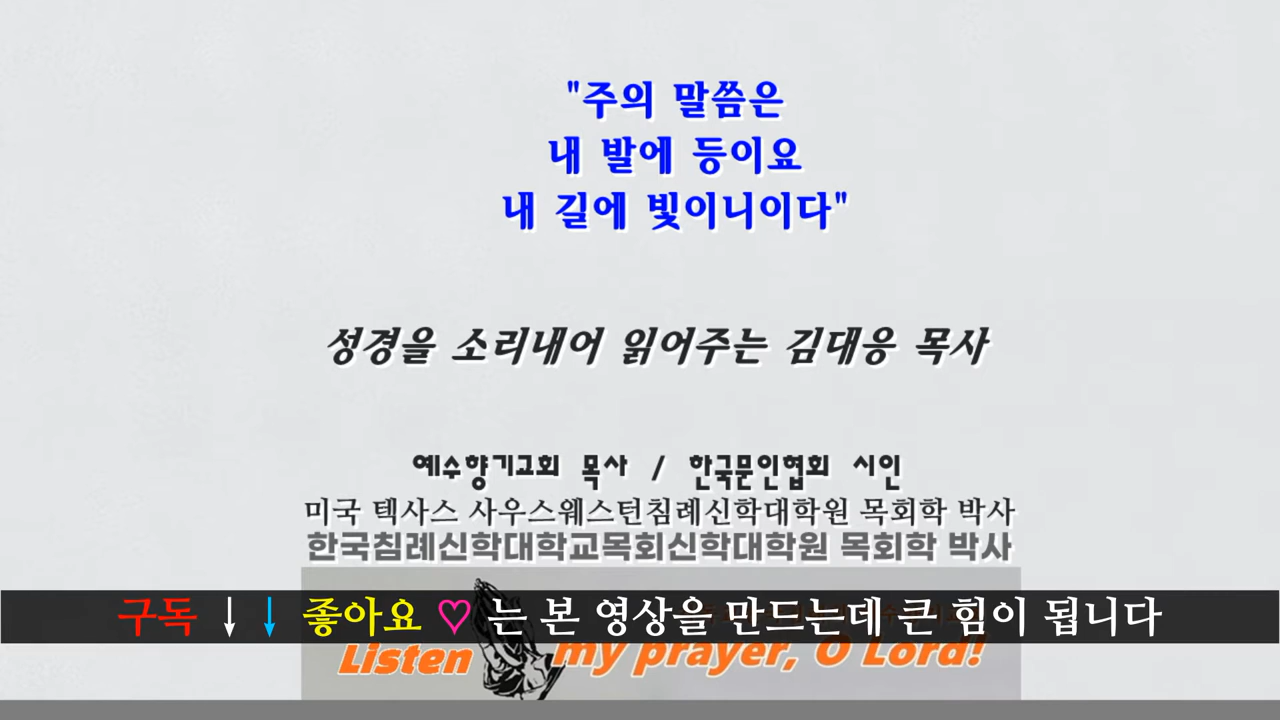 "주의 말씀은
내 발에 등이요
내 길에 빛이니이다"
성경을 소리내어 읽어주는 김대응 목사
예수향기교회 목사 / 한국문인협회 시인
미국 텍사스 사우스웨스턴침례신학대학원 목회학 박사
한국침례신학대학교목회신학대학원 목회학 박사
구독 ↓↓ 좋아요 ♡ 는 본 영상을 만드는데 큰 힘이 됩니다
Listen my prayer, O Lord!